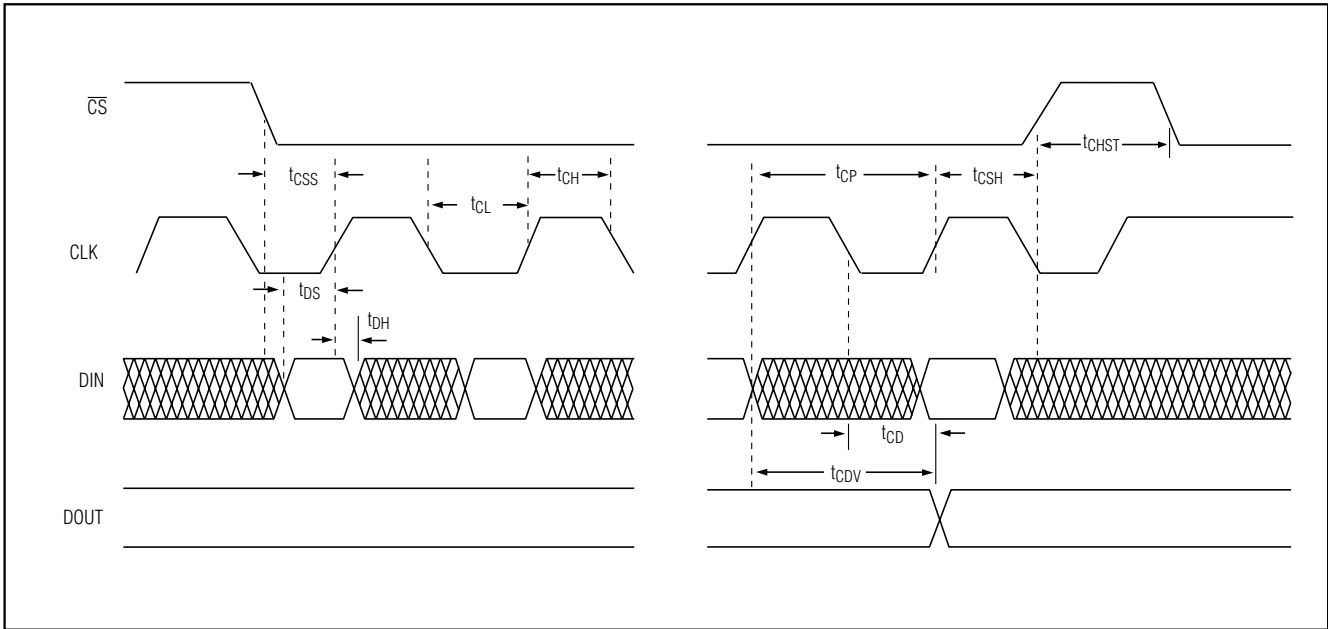 CS
tCHST
tCSS
tCH
tCP
tCSH
tCL
CLK
tDS
tDH
DIN
tCD
tCDV
DOUT